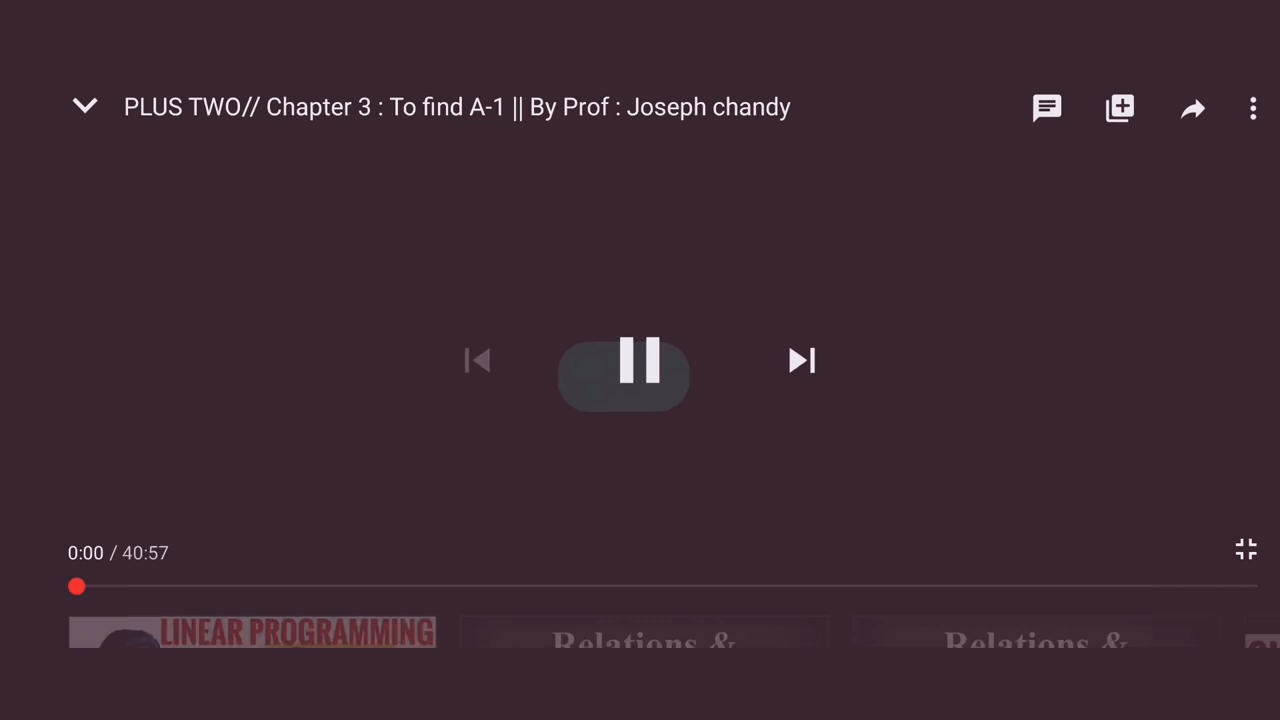 PLUS TWO// Chapter 3 : To find A-1 || By Prof : Joseph chandy
0:00 / 40:57
LINEAR PROGRAMMING
Relations &
Relations &